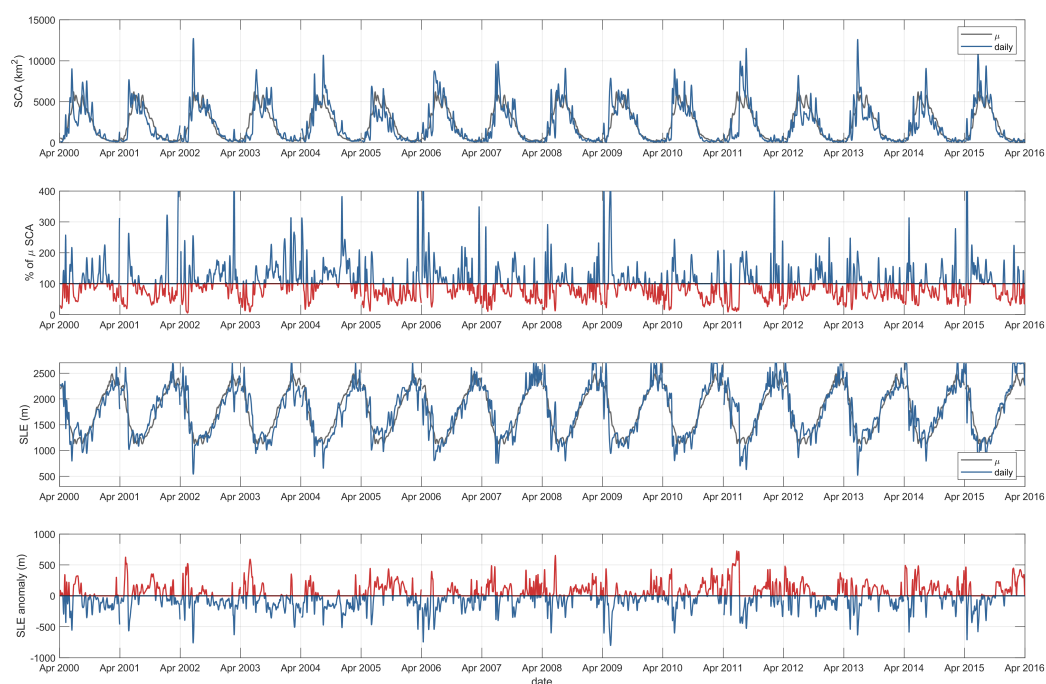 SCA (km2)
15000
10000
5000
0
μ
daily
Apr 2000 Apr 2001 Apr 2002 Apr 2003 Apr 2004 Apr 2005 Apr 2006 Apr 2007 Apr 2008 Apr 2009 Apr 2010 Apr 2011 Apr 2012 Apr 2013 Apr 2014 Apr 2015 Apr 2016
% of μ SCA
400
300
200
100
0
Apr 2000 Apr 2001 Apr 2002 Apr 2003 Apr 2004 Apr 2005 Apr 2006 Apr 2007 Apr 2008 Apr 2009 Apr 2010 Apr 2011 Apr 2012 Apr 2013 Apr 2014 Apr 2015 Apr 2016
SLE (m)
2500
2000
1500
1000
500
μ
daily
Apr 2000 Apr 2001 Apr 2002 Apr 2003 Apr 2004 Apr 2005 Apr 2006 Apr 2007 Apr 2008 Apr 2009 Apr 2010 Apr 2011 Apr 2012 Apr 2013 Apr 2014 Apr 2015 Apr 2016
SLE anomaly (m)
1000
500
0
-500
-1000
Apr 2000 Apr 2001 Apr 2002 Apr 2003 Apr 2004 Apr 2005 Apr 2006 Apr 2007 Apr 2008 Apr 2009 Apr 2010 Apr 2011 Apr 2012 Apr 2013 Apr 2014 Apr 2015 Apr 2016
date